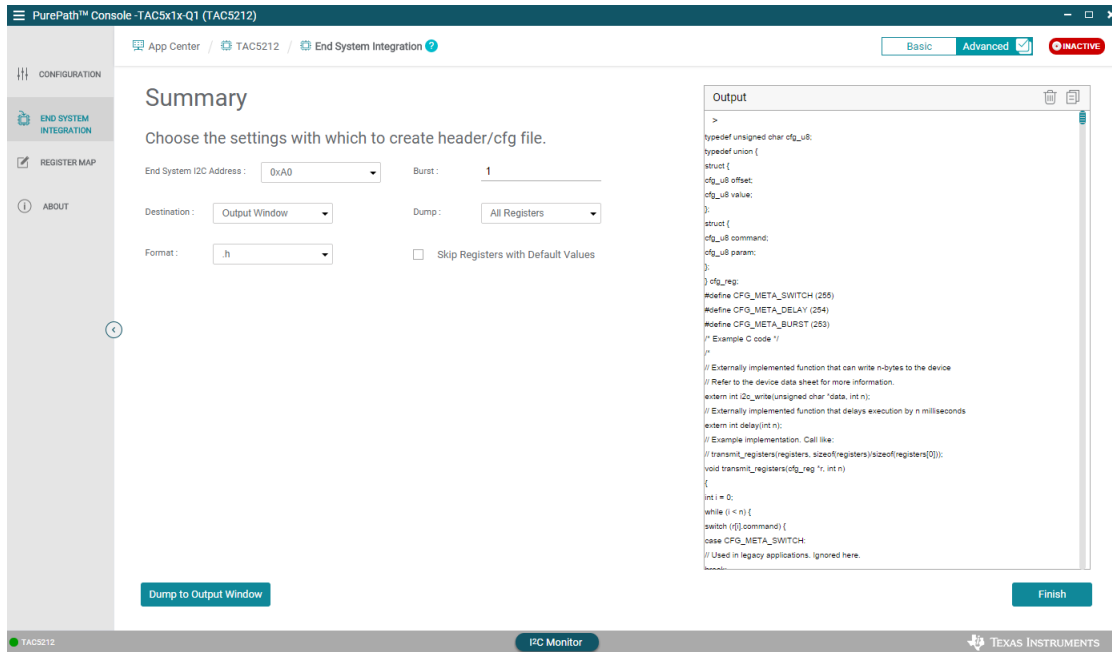 PurePath™ Console -TAC5x1x-Q1 (TAC5212)
App Center / TAC5212 / End System Integration ?
Basic Advanced INACTIVE
CONFIGURATION
END SYSTEM
INTEGRATION
REGISTER MAP
ABOUT
Summary
Choose the settings with which to create header/cfg file.
End System I2C Address : 0xA0 Burst : 1
Destination : Output Window Dump : All Registers
Format : .h Skip Registers with Default Values
Output
>
typedef unsigned char cfg_u8;
typedef union {
struct {
cfg_u8 offset;
cfg_u8 value;
};
struct {
cfg_u8 command;
cfg_u8 param;
};
} cfg_reg;
#define CFG_META_SWITCH (255)
#define CFG_META_DELAY (254)
#define CFG_META_BURST (253)
/* Example C code */
/*
// Externally implemented function that can write n-bytes to the device
// Refer to the device data sheet for more information.
extern int i2c_write(unsigned char *data, int n);
// Externally implemented function that delays execution by n milliseconds
extern int delay(int n);
// Example implementation. Call like:
// transmit_registers(registers, sizeof(registers)/sizeof(registers[0]));
void transmit_registers(cfg_reg *r, int n)
{
int i = 0;
while (i < n) {
switch (r[i].command) {
case CFG_META_SWITCH:
// Used in legacy applications. Ignored here.
break;
Dump to Output Window
Finish
TAC5212
I²C Monitor
TEXAS INSTRUMENTS